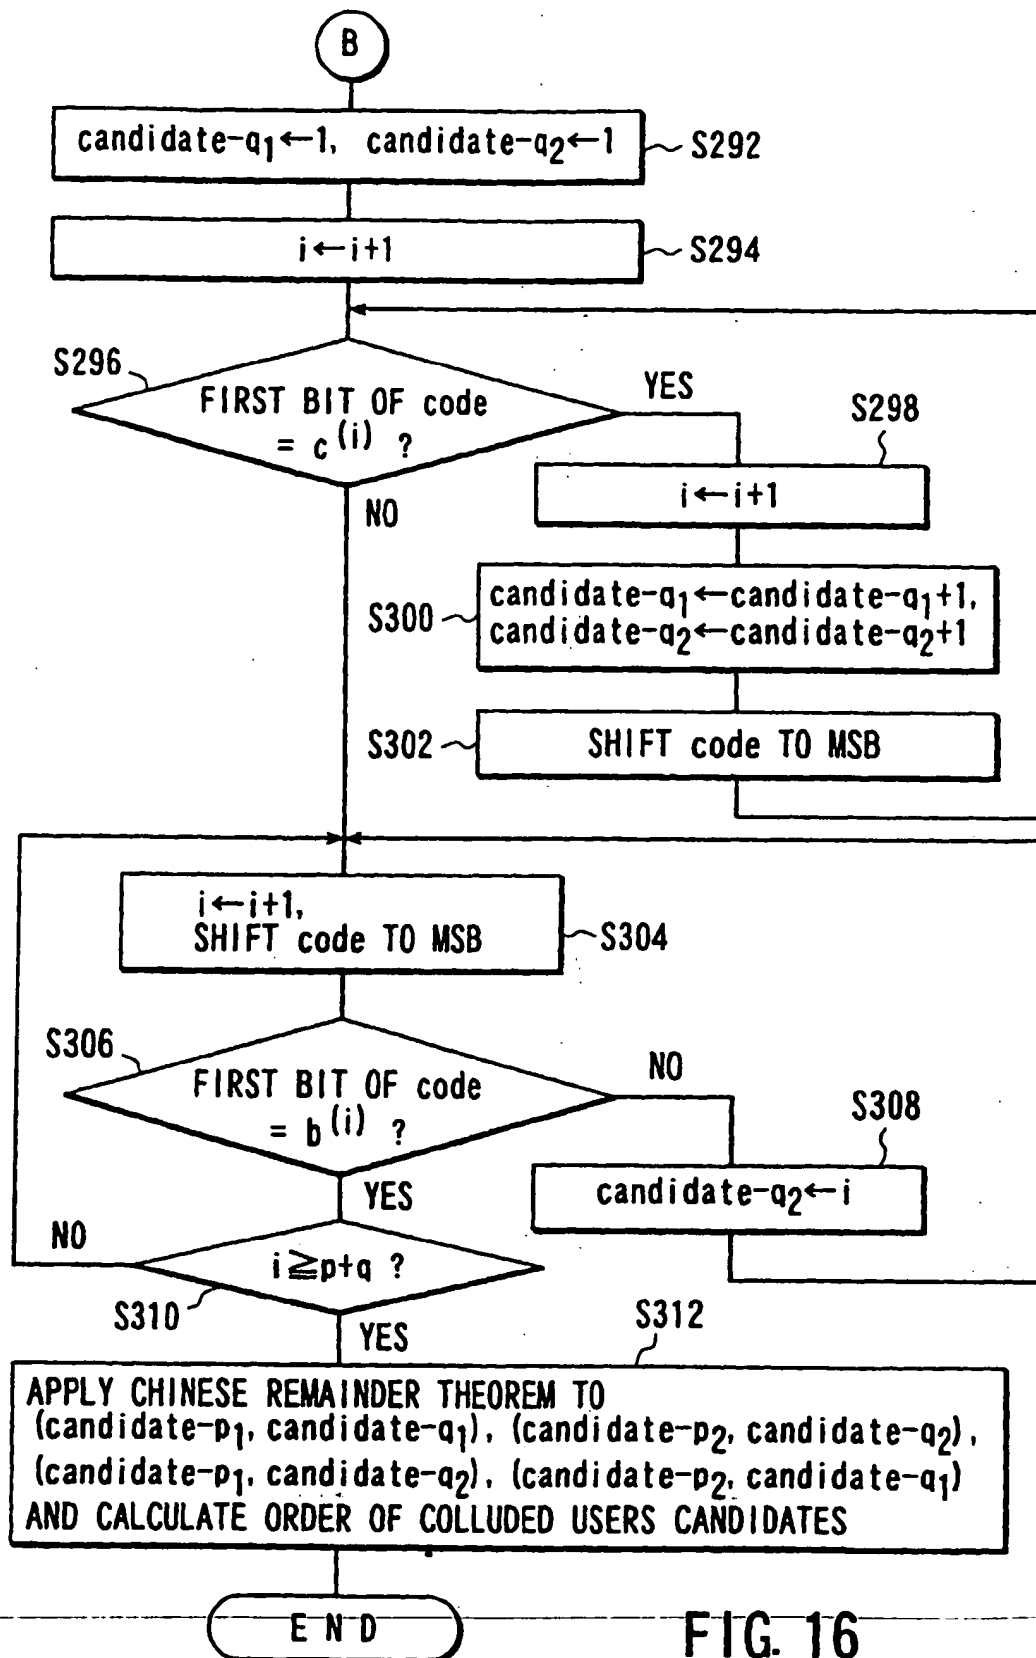 B
candidate-q₁←1, candidate-q₂←1
S292
i←i+1
S294
S296
FIRST BIT OF code
= c⁽ⁱ⁾ ?
YES
NO
S298
i←i+1
S300
candidate-q₁←candidate-q₁+1,
candidate-q₂←candidate-q₂+1
S302
SHIFT code TO MSB
i←i+1,
SHIFT code TO MSB
S304
S306
FIRST BIT OF code
= b⁽ⁱ⁾ ?
NO
YES
S308
candidate-q₂←i
NO
i≧p+q ?
S310
YES
S312
APPLY CHINESE REMAINDER THEOREM TO
(candidate-p₁, candidate-q₁), (candidate-p₂, candidate-q₂),
(candidate-p₁, candidate-q₂), (candidate-p₂, candidate-q₁)
AND CALCULATE ORDER OF COLLUDED USERS CANDIDATES
END
FIG. 16